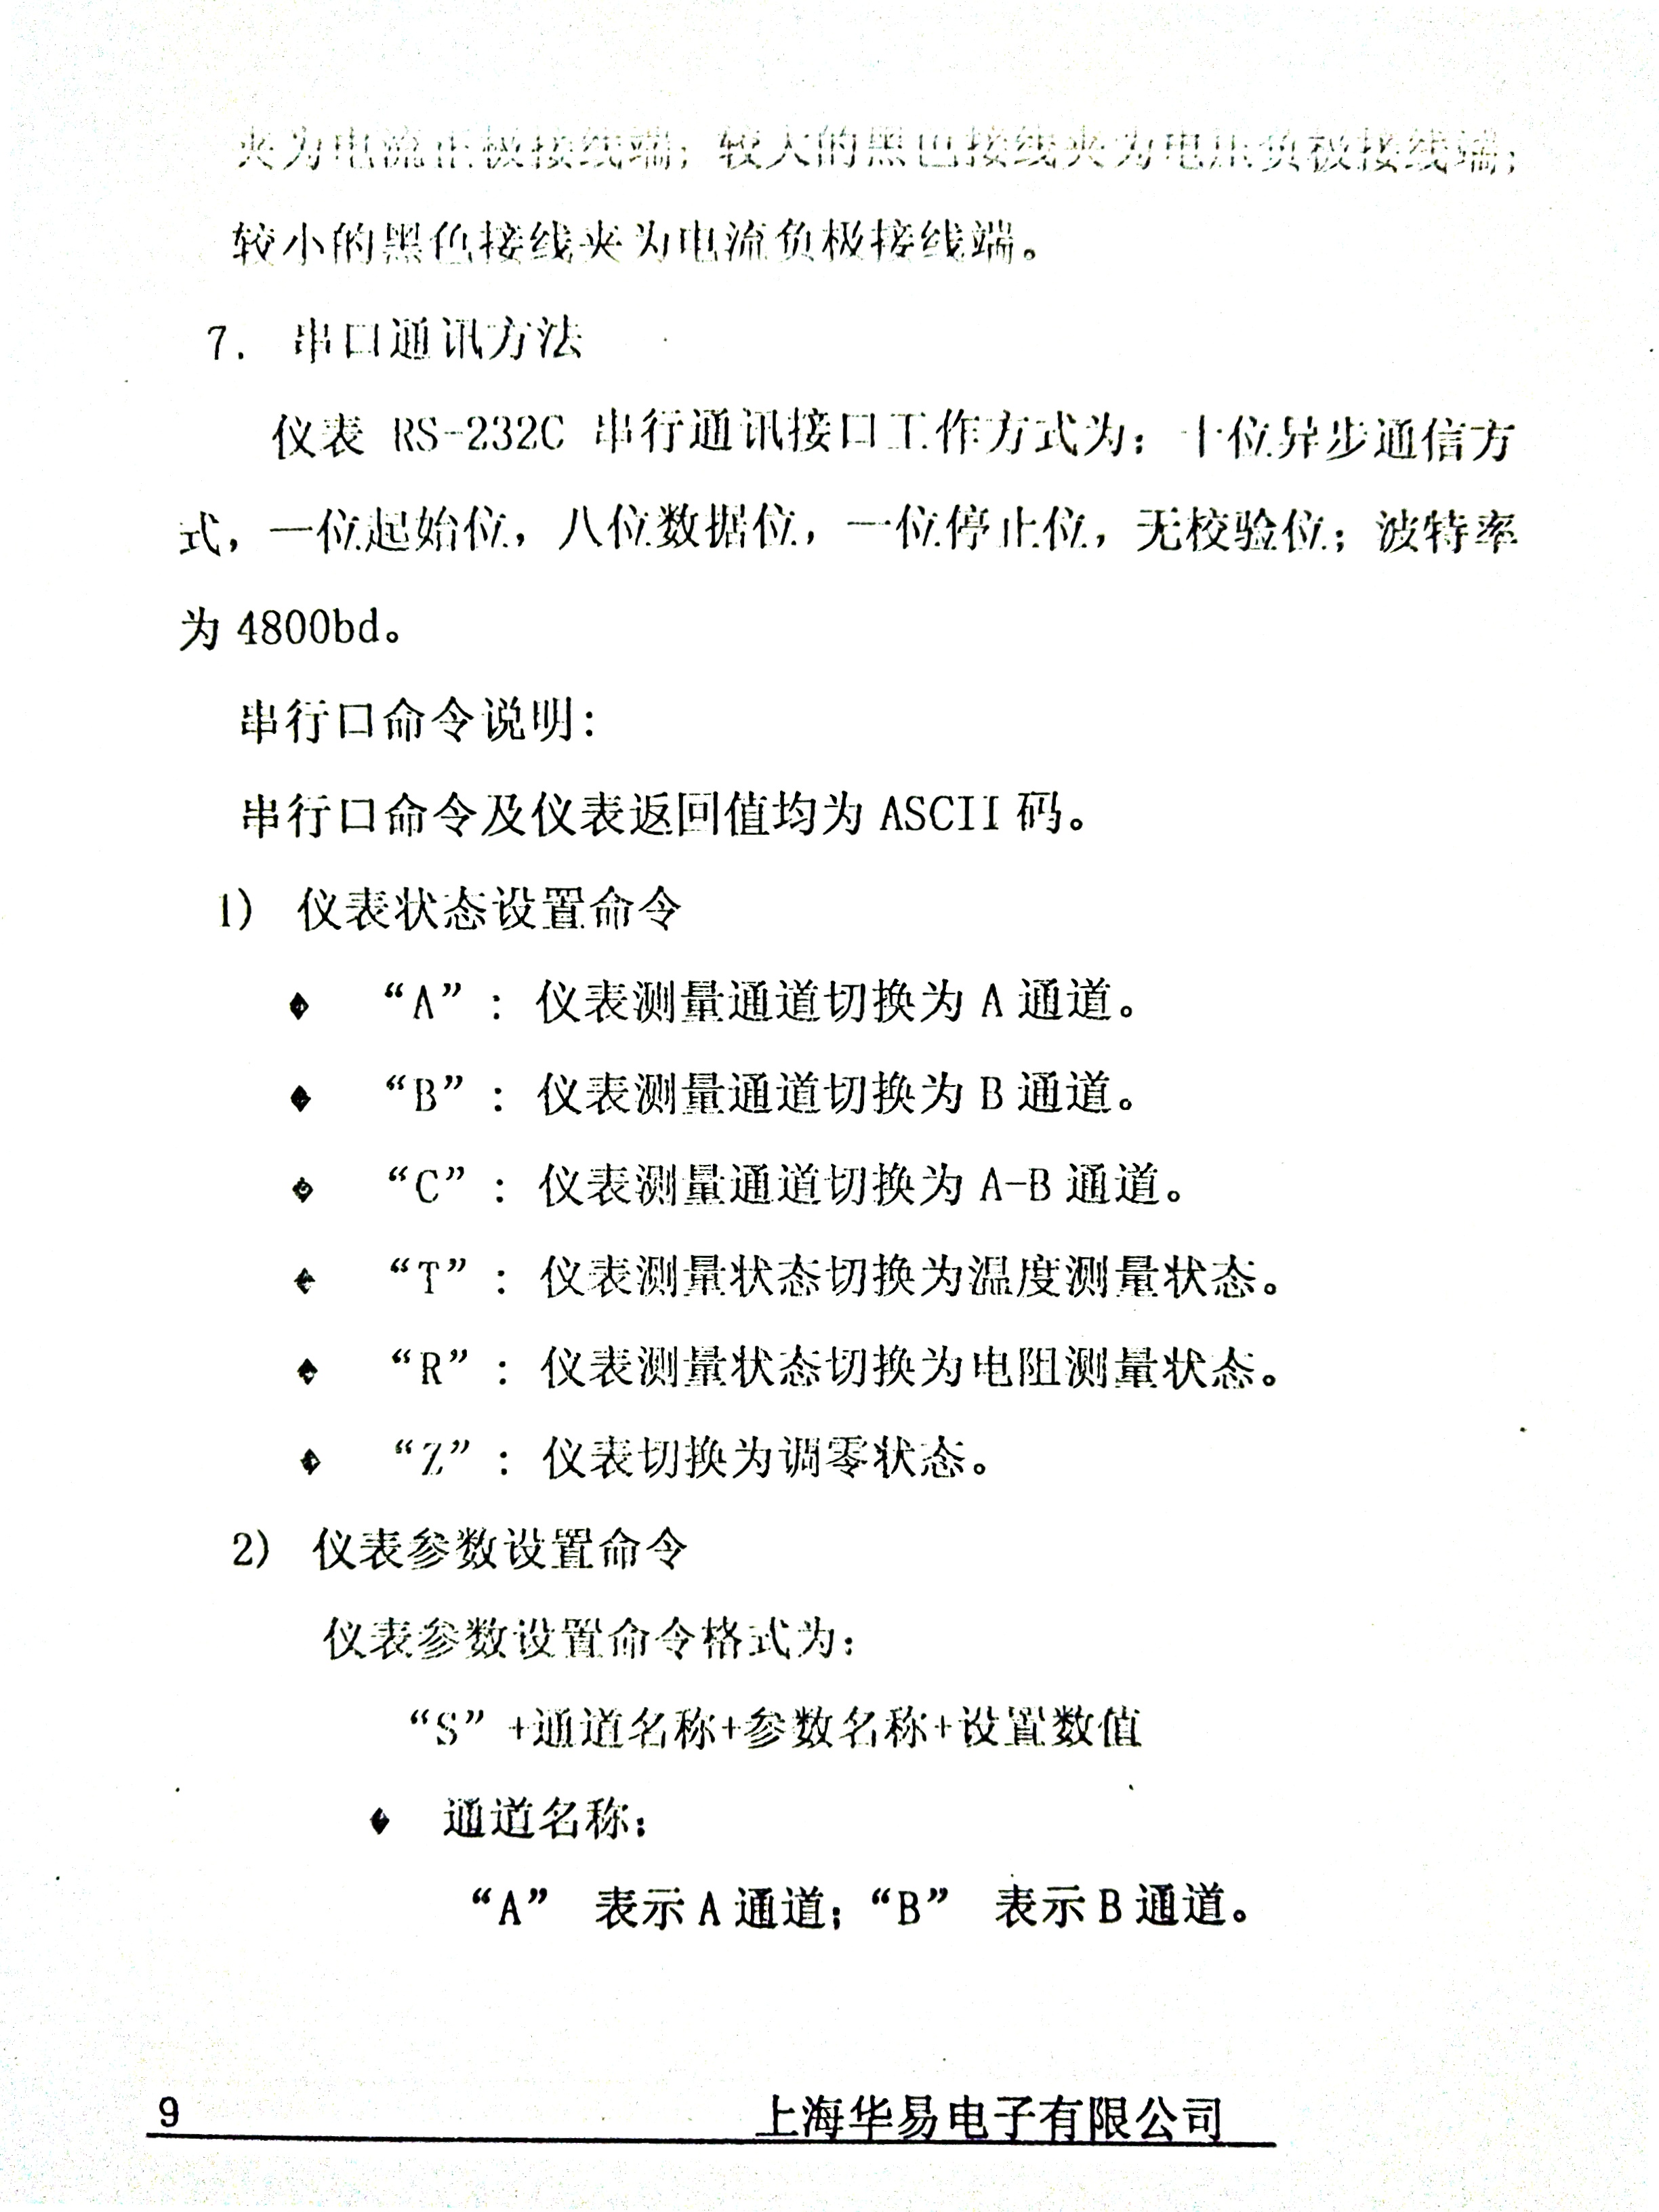 夹为电流正极接线端；较大的黑色接线夹为电压负极接线端；
较小的黑色接线夹为电流负极接线端。
7. 串口通讯方法
仪表 RS-232C 串行通讯接口工作方式为：十位异步通信方
式，一位起始位，八位数据位，一位停止位，无校验位；波特率
为 4800bd。
串行口命令说明：
串行口命令及仪表返回值均为 ASCII 码。
1) 仪表状态设置命令
◆ “A”：仪表测量通道切换为 A 通道。
◆ “B”：仪表测量通道切换为 B 通道。
◆ “C”：仪表测量通道切换为 A-B 通道。
◆ “T”：仪表测量状态切换为温度测量状态。
◆ “R”：仪表测量状态切换为电阻测量状态。
◆ “Z”：仪表切换为调零状态。
2) 仪表参数设置命令
仪表参数设置命令格式为：
“S” +通道名称+参数名称+设置数值
◆ 通道名称：
“A” 表示 A 通道；“B” 表示 B 通道。
9 上海华易电子有限公司